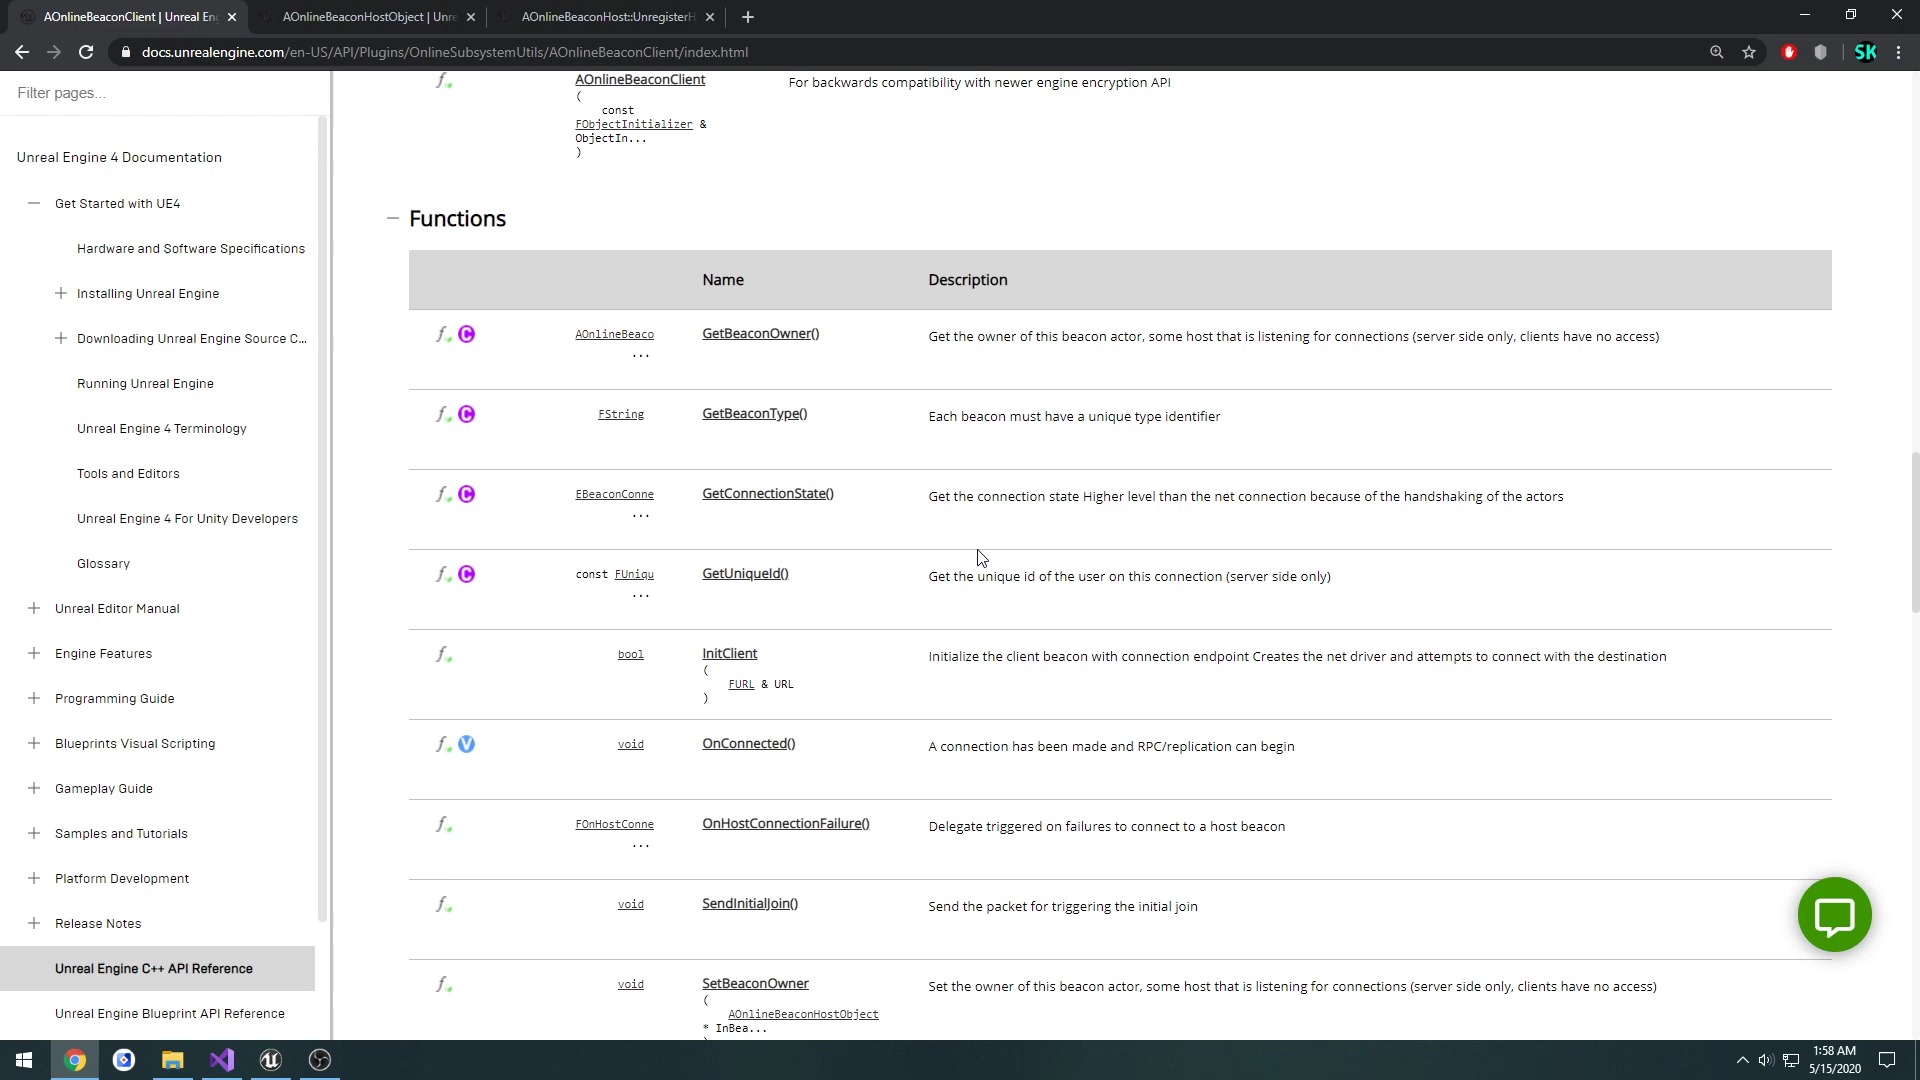 AOnlineBeaconClient | Unreal En
AOnlineBeaconHostObject | Unre
AOnlineBeaconHost::UnregisterH
docs.unrealengine.com/en-US/API/Plugins/OnlineSubsystemUtils/AOnlineBeaconClient/index.html
SK
Filter pages...
Unreal Engine 4 Documentation
Get Started with UE4
Hardware and Software Specifications
Installing Unreal Engine
Downloading Unreal Engine Source C...
Running Unreal Engine
Unreal Engine 4 Terminology
Tools and Editors
Unreal Engine 4 For Unity Developers
Glossary
Unreal Editor Manual
Engine Features
Programming Guide
Blueprints Visual Scripting
Gameplay Guide
Samples and Tutorials
Platform Development
Release Notes
Unreal Engine C++ API Reference
Unreal Engine Blueprint API Reference
f AOnlineBeaconClient For backwards compatibility with newer engine encryption API
(
const
FObjectInitializer &
ObjectIn...
)
Functions
Name Description
f C AOnlineBeaco GetBeaconOwner() Get the owner of this beacon actor, some host that is listening for connections (server side only, clients have no access)
...
f C FString GetBeaconType() Each beacon must have a unique type identifier
f C EBeaconConne GetConnectionState() Get the connection state Higher level than the net connection because of the handshaking of the actors
...
f C const FUniqu GetUniqueId() Get the unique id of the user on this connection (server side only)
...
f bool InitClient Initialize the client beacon with connection endpoint Creates the net driver and attempts to connect with the destination
(
FURL & URL
)
f V void OnConnected() A connection has been made and RPC/replication can begin
f FOnHostConne OnHostConnectionFailure() Delegate triggered on failures to connect to a host beacon
...
f void SendInitialJoin() Send the packet for triggering the initial join
f void SetBeaconOwner Set the owner of this beacon actor, some host that is listening for connections (server side only, clients have no access)
(
AOnlineBeaconHostObject
* InBea...
1:58 AM
5/15/2020